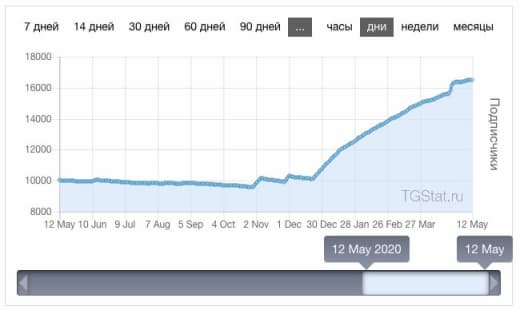 7 дней 14 дней 30 дней 60 дней 90 дней ... часы дни недели месяцы
18000
16000
14000
12000
10000
8000
Подписчики
TGStat.ru
12 May 10 Jun 9 Jul 7 Aug 5 Sep 4 Oct 2 Nov 1 Dec 30 Dec 28 Jan 26 Feb 27 Mar 12 May
12 May 2020 12 May